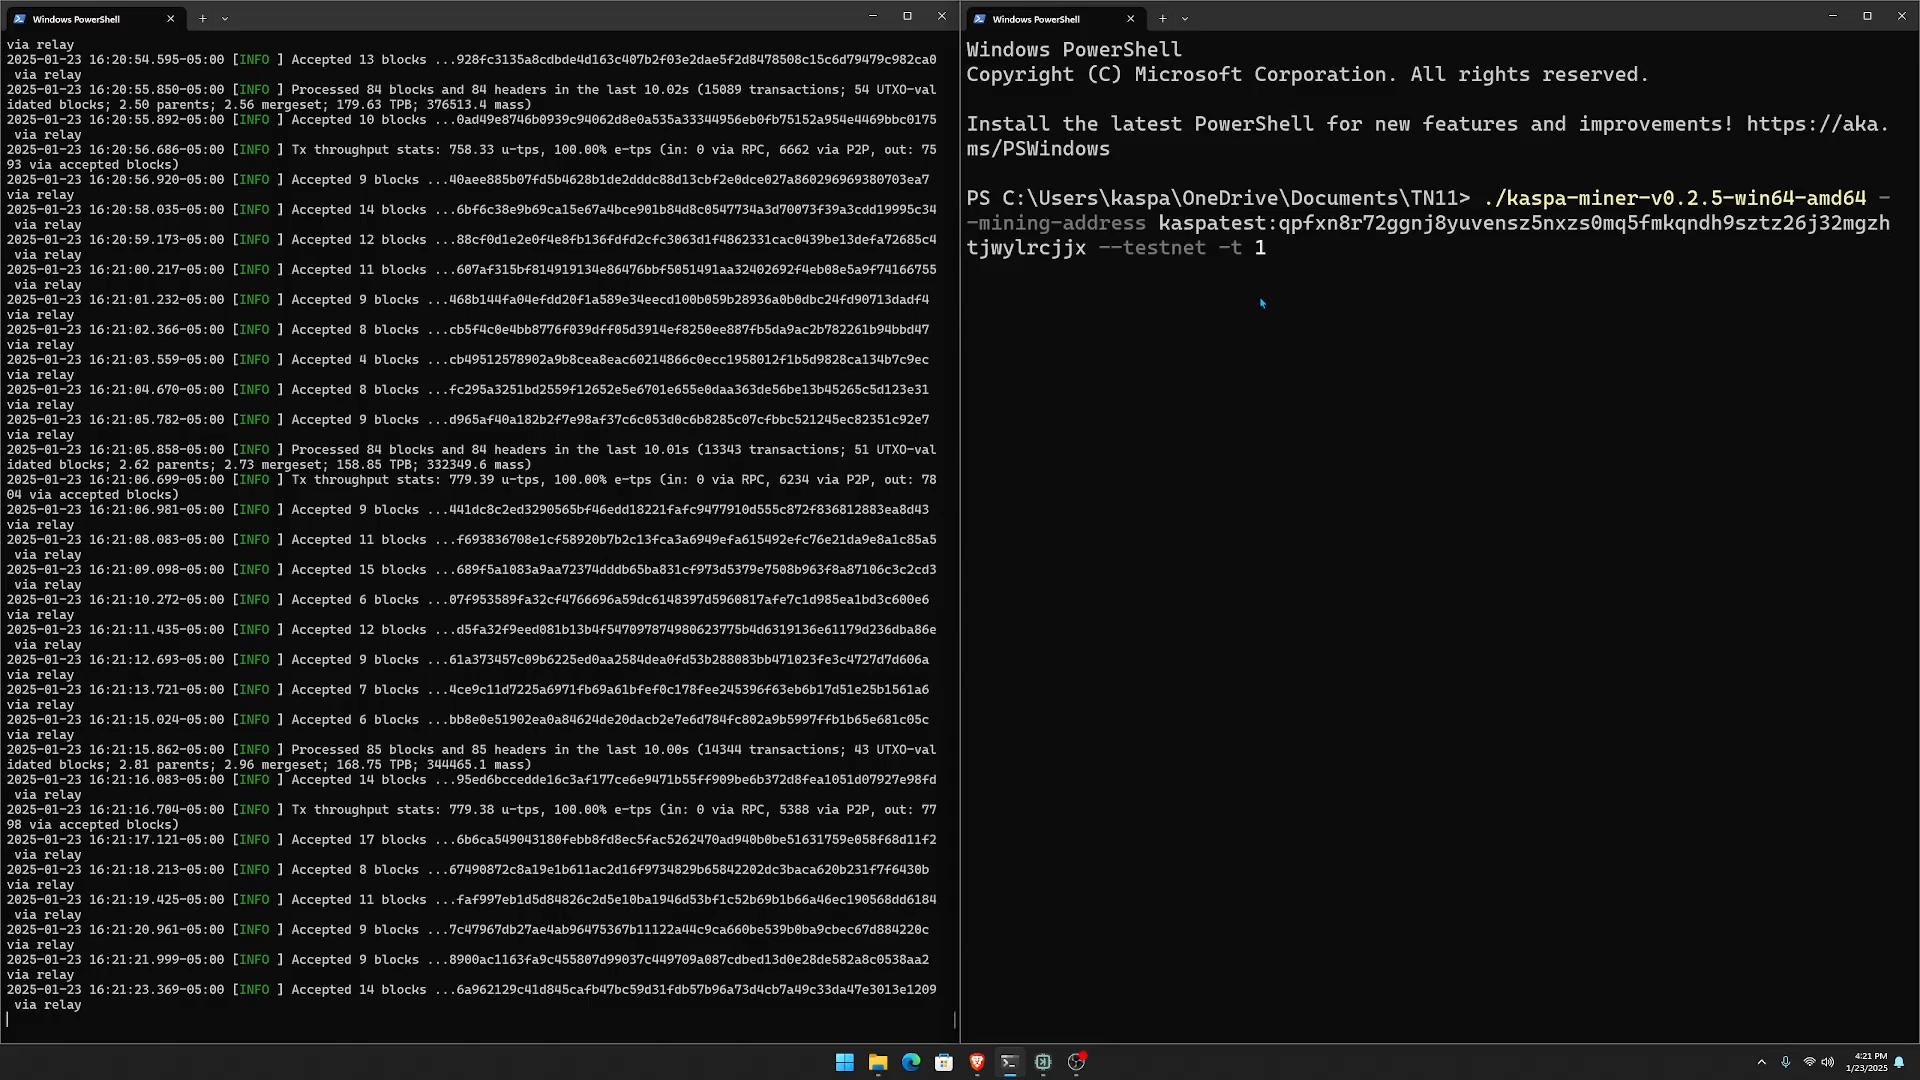 Windows PowerShell
via relay
2025-01-23 16:20:54.595-05:00 [INFO ] Accepted 13 blocks ...928fc3135a8cdbde4d163c407b2f03e2dae5f2d8478508c15c6d79479c982ca0
via relay
2025-01-23 16:20:55.850-05:00 [INFO ] Processed 84 blocks and 84 headers in the last 10.02s (15089 transactions; 54 UTXO-val
idated blocks; 2.50 parents; 2.56 mergeset; 179.63 TPB; 376513.4 mass)
2025-01-23 16:20:55.892-05:00 [INFO ] Accepted 10 blocks ...0ad49e8746b0939c94062d8e0a535a33344956eb0fb75152a954e4469bbc0175
via relay
2025-01-23 16:20:56.686-05:00 [INFO ] Tx throughput stats: 758.33 u-tps, 100.00% e-tps (in: 0 via RPC, 6662 via P2P, out: 75
93 via accepted blocks)
2025-01-23 16:20:56.920-05:00 [INFO ] Accepted 9 blocks ...40aee885b07fd5b4628b1de2dddc88d13cbf2e0dce027a860296969380703ea7
via relay
2025-01-23 16:20:58.035-05:00 [INFO ] Accepted 14 blocks ...6bf6c38e9b69ca15e67a4bce901b84d8c0547734a3d70073f39a3cdd19995c34
via relay
2025-01-23 16:20:59.173-05:00 [INFO ] Accepted 12 blocks ...88cf0d1e2e0f4e8fb136fdfd2cfc3063d1f4862331cac0439be13defa72685c4
via relay
2025-01-23 16:21:00.217-05:00 [INFO ] Accepted 11 blocks ...607af315bf814919134e86476bbf5051491aa32402692f4eb08e5a9f74166755
via relay
2025-01-23 16:21:01.232-05:00 [INFO ] Accepted 9 blocks ...468b144fa04efdd20f1a589e34eecd100b059b28936a0b0dbc24fd90713dadf4
via relay
2025-01-23 16:21:02.366-05:00 [INFO ] Accepted 8 blocks ...cb5f4c0e4bb8776f039dff05d3914ef8250ee887fb5da9ac2b782261b94bbd47
via relay
2025-01-23 16:21:03.559-05:00 [INFO ] Accepted 4 blocks ...cb49512578902a9b8cea8eac60214866c0ecc1958012f1b5d9828ca134b7c9ec
via relay
2025-01-23 16:21:04.670-05:00 [INFO ] Accepted 8 blocks ...fc295a3251bd2559f12652e5e6701e655e0daa363de56be13b45265c5d123e31
via relay
2025-01-23 16:21:05.782-05:00 [INFO ] Accepted 9 blocks ...d965af40a182b2f7e98af37c6c053d0c6b8285c07cfbbc521245ec82351c92e7
via relay
2025-01-23 16:21:05.858-05:00 [INFO ] Processed 84 blocks and 84 headers in the last 10.01s (13343 transactions; 51 UTXO-val
idated blocks; 2.62 parents; 2.73 mergeset; 158.85 TPB; 332349.6 mass)
2025-01-23 16:21:06.699-05:00 [INFO ] Tx throughput stats: 779.39 u-tps, 100.00% e-tps (in: 0 via RPC, 6234 via P2P, out: 78
04 via accepted blocks)
2025-01-23 16:21:06.981-05:00 [INFO ] Accepted 9 blocks ...441dc8c2ed3290565bf46edd18221fafc9477910d555c872f836812883ea8d43
via relay
2025-01-23 16:21:08.083-05:00 [INFO ] Accepted 11 blocks ...f693836708e1cf58920b7b2c13fca3a6949efa615492efc76e21da9e8a1c85a5
via relay
2025-01-23 16:21:09.098-05:00 [INFO ] Accepted 15 blocks ...689f5a1083a9aa72374dddb65ba831cf973d5379e7508b963f8a87106c3c2cd3
via relay
2025-01-23 16:21:10.272-05:00 [INFO ] Accepted 6 blocks ...07f953589fa32cf4766696a59dc6148397d5960817afe7c1d985ea1bd3c600e6
via relay
2025-01-23 16:21:11.435-05:00 [INFO ] Accepted 12 blocks ...d5fa32f9eed081b13b4f547097874980623775b4d6319136e61179d236dba86e
via relay
2025-01-23 16:21:12.693-05:00 [INFO ] Accepted 9 blocks ...61a373457c09b6225ed0aa2584dea0fd53b288083bb471023fe3c4727d7d606a
via relay
2025-01-23 16:21:13.721-05:00 [INFO ] Accepted 7 blocks ...4ce9c11d7225a6971fb69a61bfef0c178fee245396f63eb6b17d51e25b1561a6
via relay
2025-01-23 16:21:15.024-05:00 [INFO ] Accepted 6 blocks ...bb8e0e51902ea0a84624de20dacb2e7e6d784fc802a9b5997ffb1b65e681c05c
via relay
2025-01-23 16:21:15.862-05:00 [INFO ] Processed 85 blocks and 85 headers in the last 10.00s (14344 transactions; 43 UTXO-val
idated blocks; 2.81 parents; 2.96 mergeset; 168.75 TPB; 344465.1 mass)
2025-01-23 16:21:16.083-05:00 [INFO ] Accepted 14 blocks ...95ed6bccedde16c3af177ce6e9471b55ff909be6b372d8fea1051d07927e98fd
via relay
2025-01-23 16:21:16.704-05:00 [INFO ] Tx throughput stats: 779.38 u-tps, 100.00% e-tps (in: 0 via RPC, 5388 via P2P, out: 77
98 via accepted blocks)
2025-01-23 16:21:17.121-05:00 [INFO ] Accepted 17 blocks ...6b6ca549043180febb8fd8ec5fac5262470ad940b0be51631759e058f68d11f2
via relay
2025-01-23 16:21:18.213-05:00 [INFO ] Accepted 8 blocks ...67490872c8a19e1b611ac2d16f9734829b65842202dc3baca620b231f7f6430b
via relay
2025-01-23 16:21:19.425-05:00 [INFO ] Accepted 11 blocks ...faf997eb1d5d84826c2d5e10ba1946d53bf1c52b69b1b66a46ec190568dd6184
via relay
2025-01-23 16:21:20.961-05:00 [INFO ] Accepted 9 blocks ...7c47967db27ae4ab96475367b11122a44c9ca660be539b0ba9cbec67d884220c
via relay
2025-01-23 16:21:21.999-05:00 [INFO ] Accepted 9 blocks ...8900ac1163fa9c455807d99037c449709a087cdbed13d0e28de582a8c0538aa2
via relay
2025-01-23 16:21:23.369-05:00 [INFO ] Accepted 14 blocks ...6a962129c41d845cafb47bc59d31fdb57b96a73d4cb7a49c33da47e3013e1209
via relay
Windows PowerShell
Windows PowerShell
Copyright (C) Microsoft Corporation. All rights reserved.
Install the latest PowerShell for new features and improvements! https://aka.
ms/PSWindows
PS C:\Users\kaspa\OneDrive\Documents\TN11> ./kaspa-miner-v0.2.5-win64-amd64 -
-mining-address kaspatest:qpfxn8r72ggnj8yuvensz5nxzs0mq5fmkqndh9sztz26j32mgzh
tjwylrcjjx --testnet -t 1
4:21 PM
1/23/2025